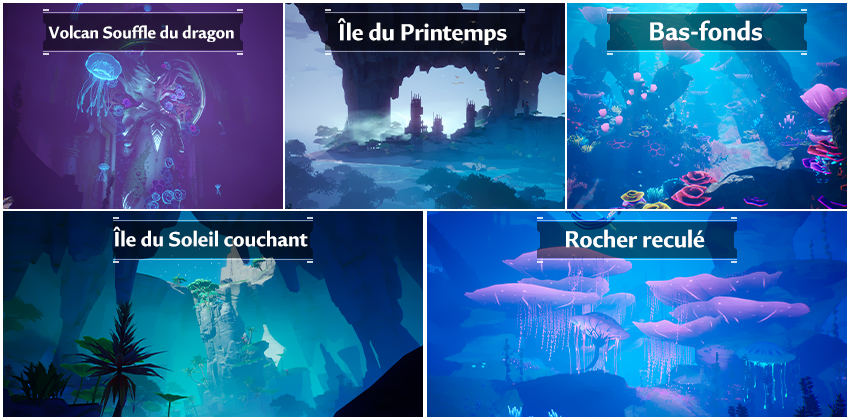 Volcan Souffle du dragon
Île du Printemps
Bas-fonds
Île du Soleil couchant
Rocher reculé